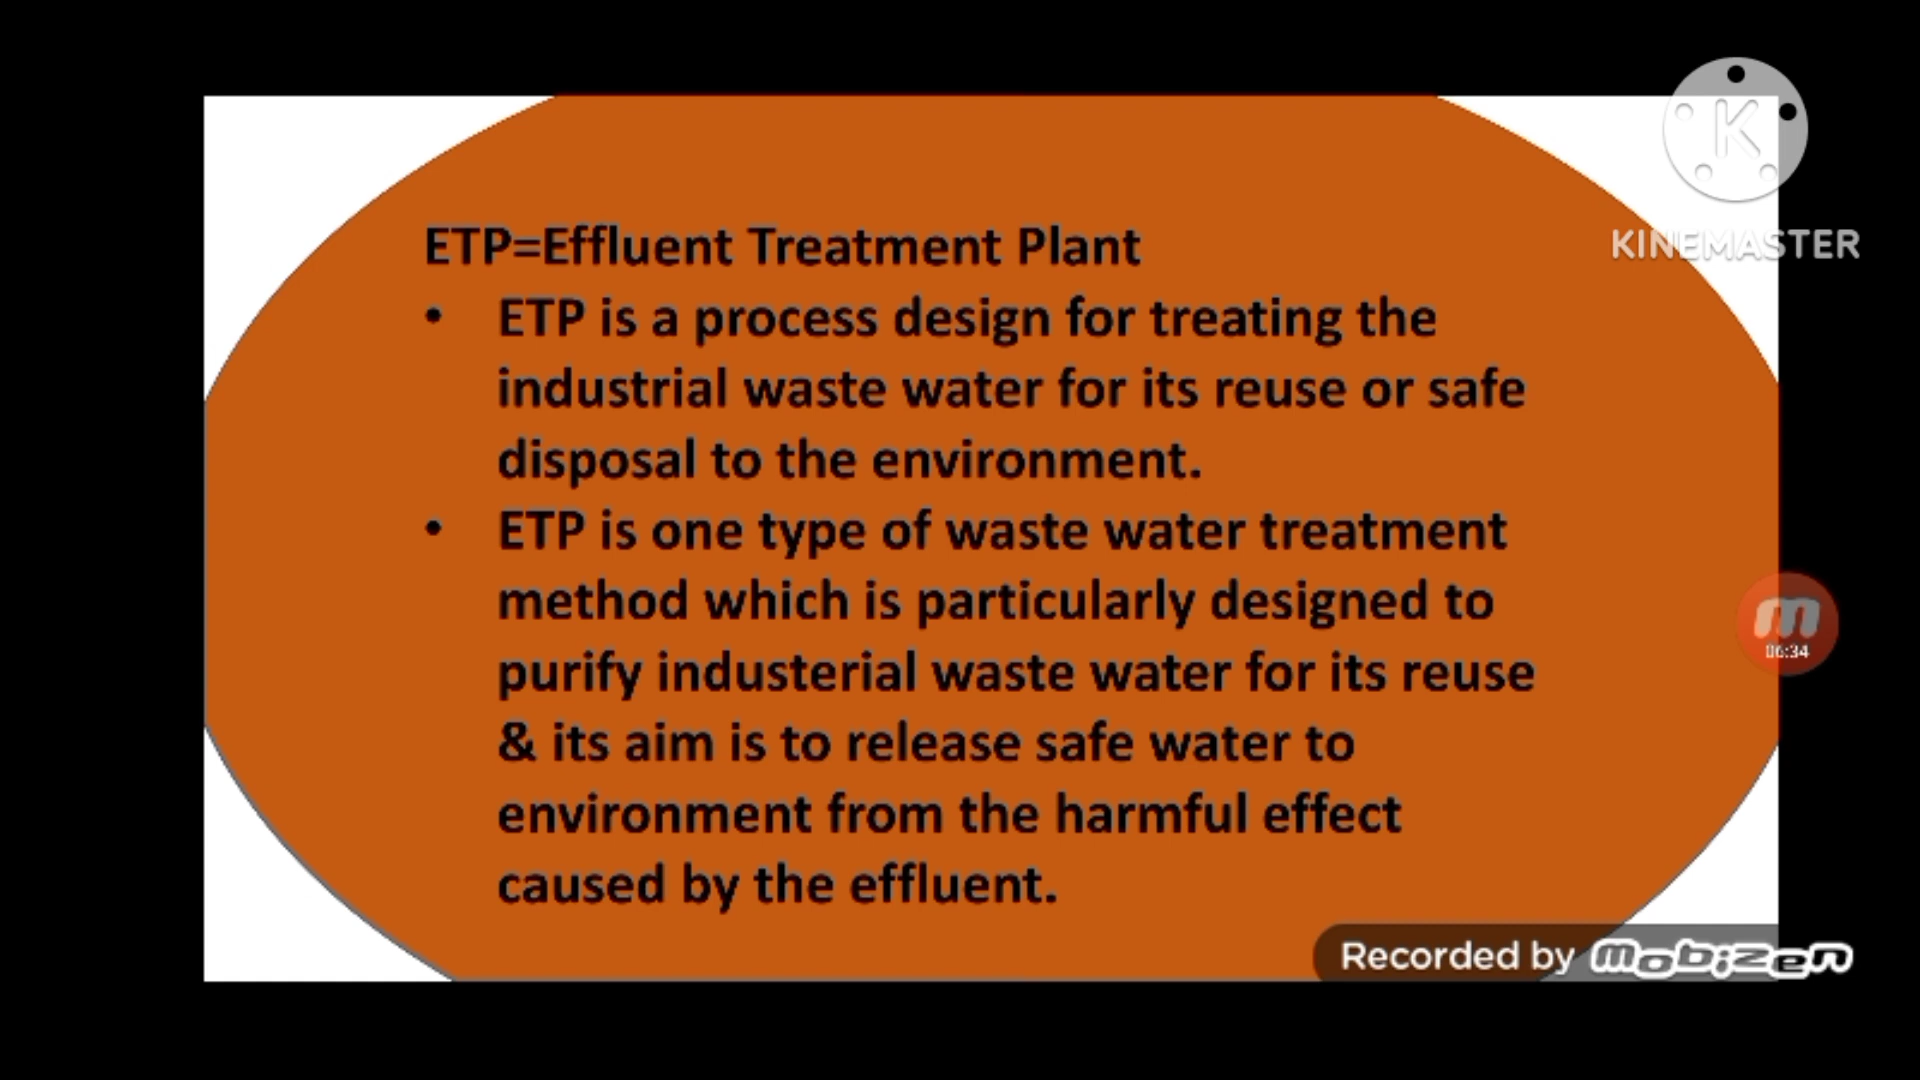 K
KINEMASTER
ETP=Effluent Treatment Plant
• ETP is a process design for treating the
industrial waste water for its reuse or safe
disposal to the environment.
• ETP is one type of waste water treatment
method which is particularly designed to
purify industerial waste water for its reuse
& its aim is to release safe water to
environment from the harmful effect
caused by the effluent.
m
06:34
Recorded by mobizen